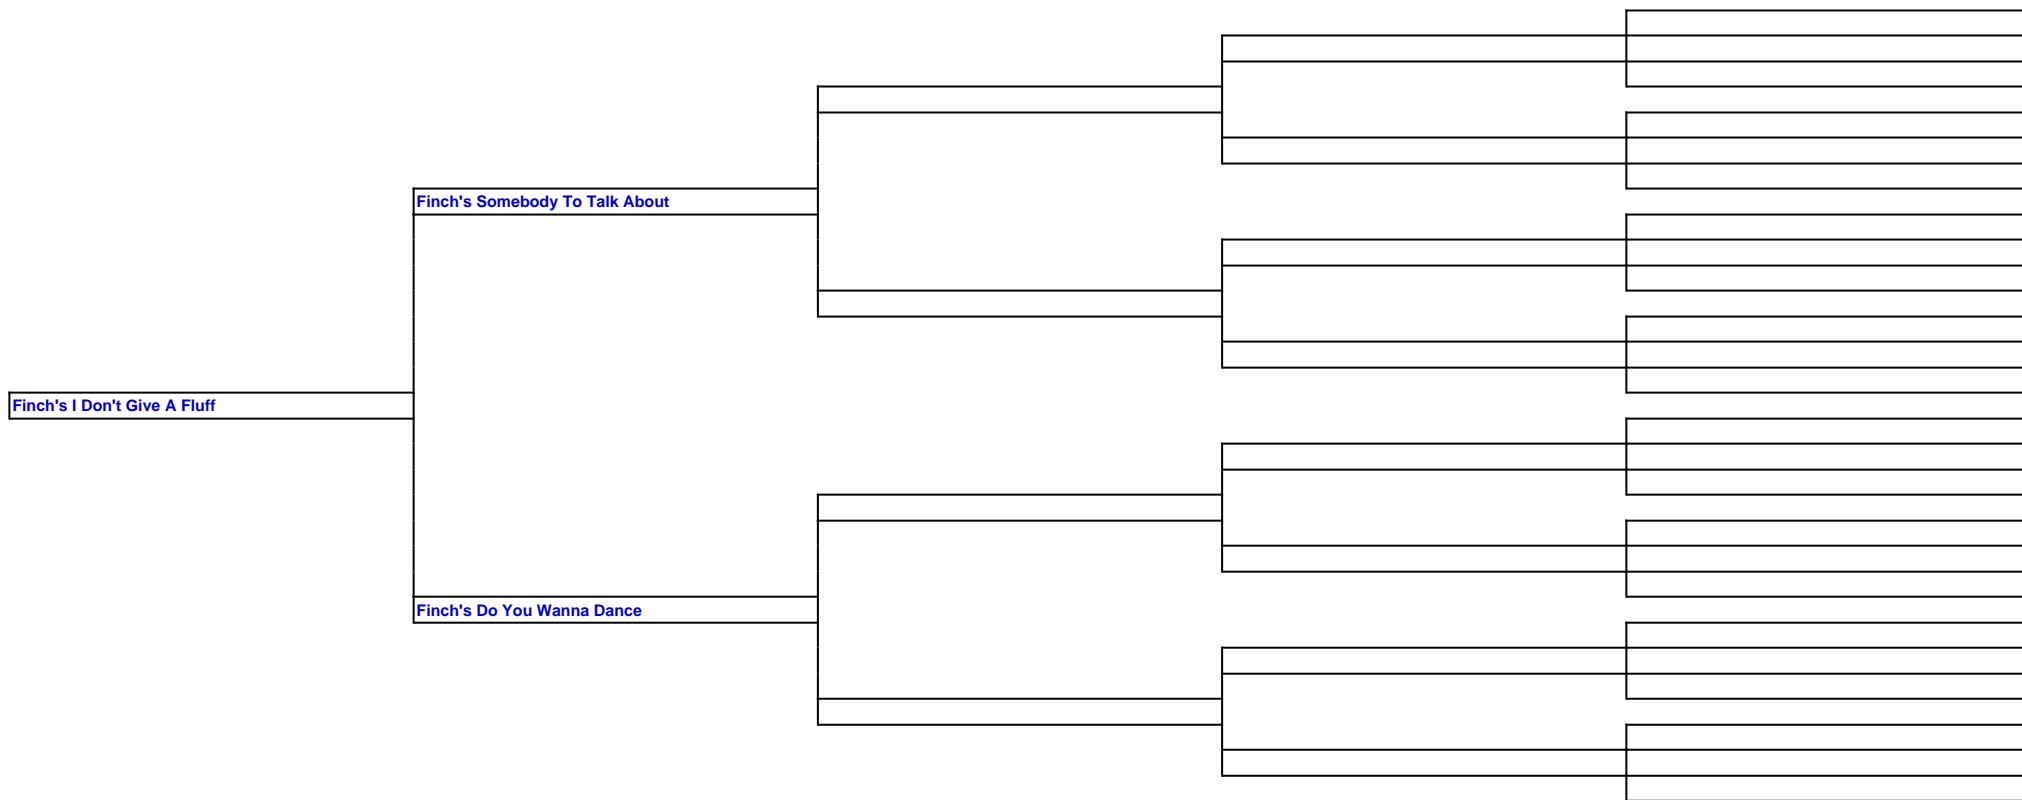 Finch's Somebody To Talk About
Finch's I Don't Give A Fluff
Finch's Do You Wanna Dance